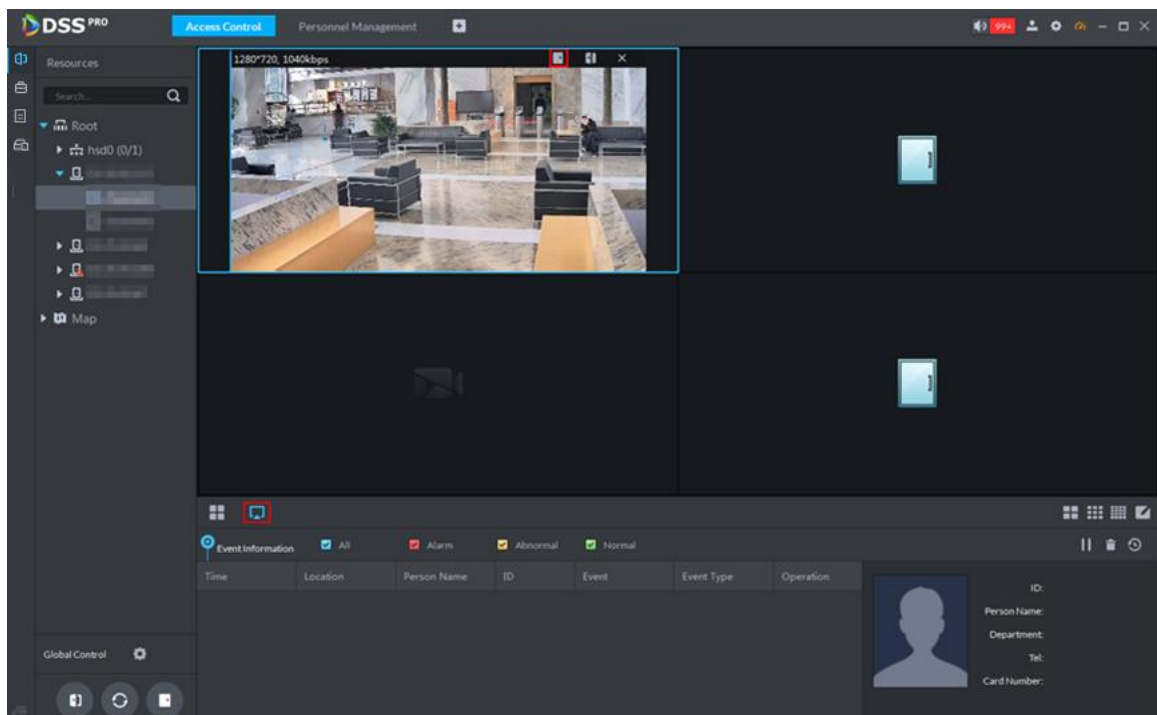 DSS PRO Access Control Personnel Management 99+
Resources
1280*720, 1040kbps
Search...
Root
hsd0 (0/1)
Map
Event Information All Alarm Abnormal Normal
Time Location Person Name ID Event Event Type Operation
ID:
Person Name:
Department:
Tel:
Card Number:
Global Control